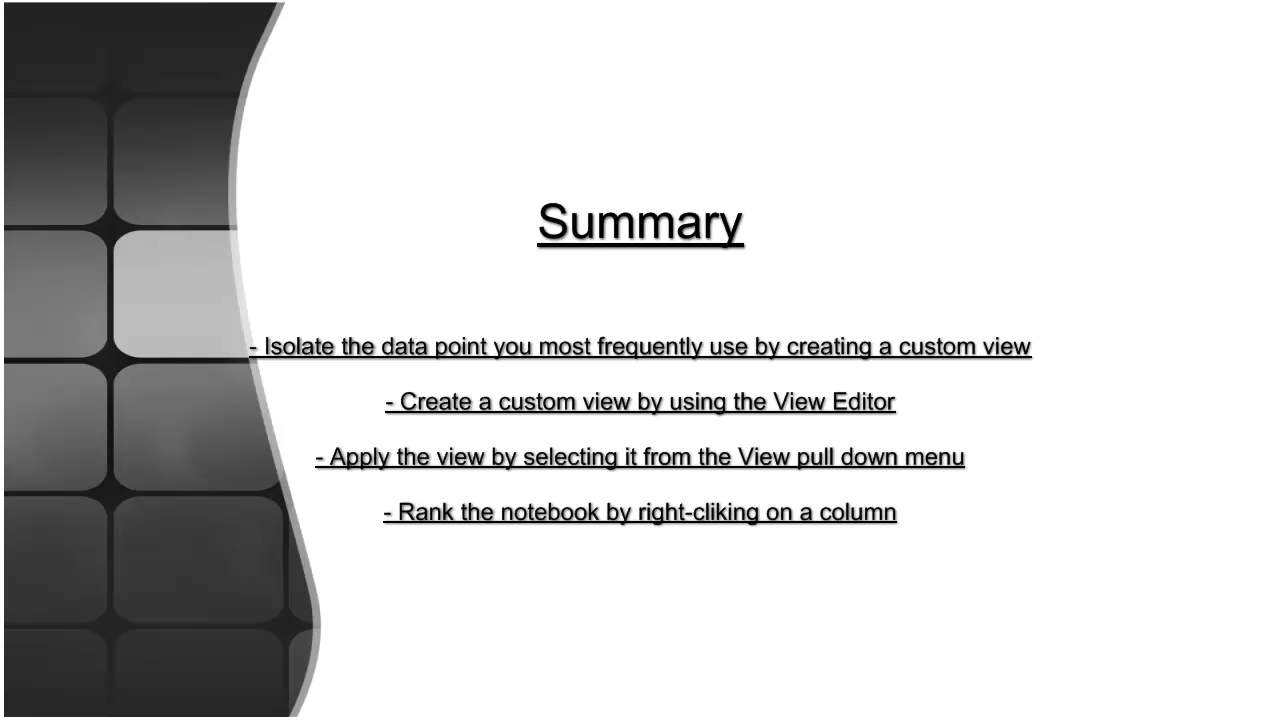 Summary
- Isolate the data point you most frequently use by creating a custom view
- Create a custom view by using the View Editor
- Apply the view by selecting it from the View pull down menu
- Rank the notebook by right-cliking on a column